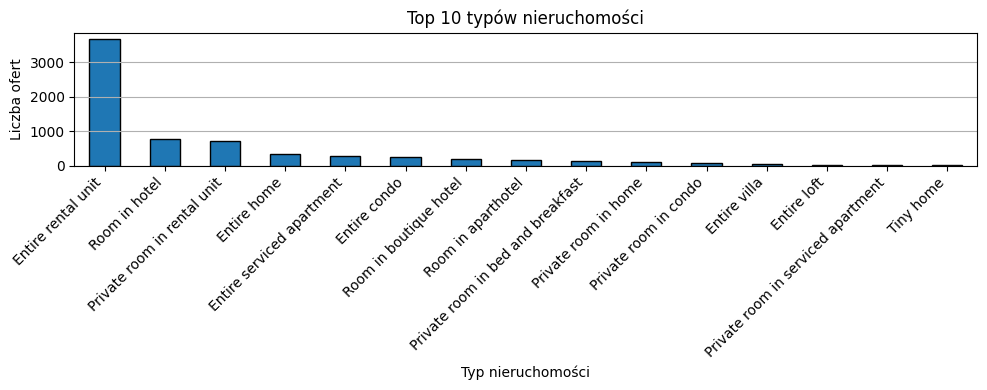 Top 10 typów nieruchomości
Liczba ofert
3000
2000
1000
0
Entire rental unit
Room in hotel
Private room in rental unit
Entire home
Entire serviced apartment
Entire condo
Room in boutique hotel
Room in aparthotel
Private room in bed and breakfast
Private room in home
Private room in condo
Entire villa
Entire loft
Private room in serviced apartment
Tiny home
Typ nieruchomości